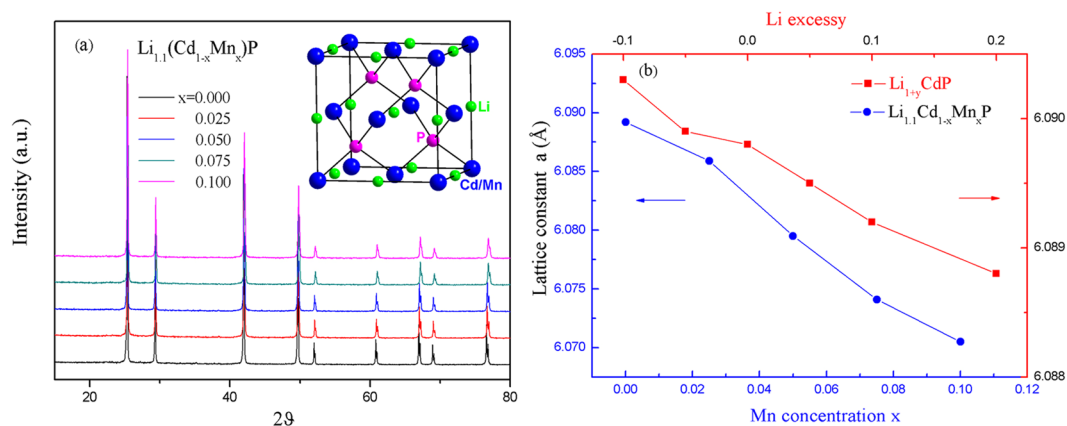 (a)
Li1.1(Cd1-xMnx)P
x=0.000
0.025
0.050
0.075
0.100
Li
P
Cd/Mn
Intensity (a.u.)
20 40 60 80
2ϑ
Li excessy
-0.1 0.0 0.1 0.2
(b)
Li1+yCdP
Li1.1Cd1-xMnxP
Lattice constant a (Å)
6.095
6.090
6.085
6.080
6.075
6.070
6.090
6.089
6.088
0.00 0.02 0.04 0.06 0.08 0.10 0.12
Mn concentration x